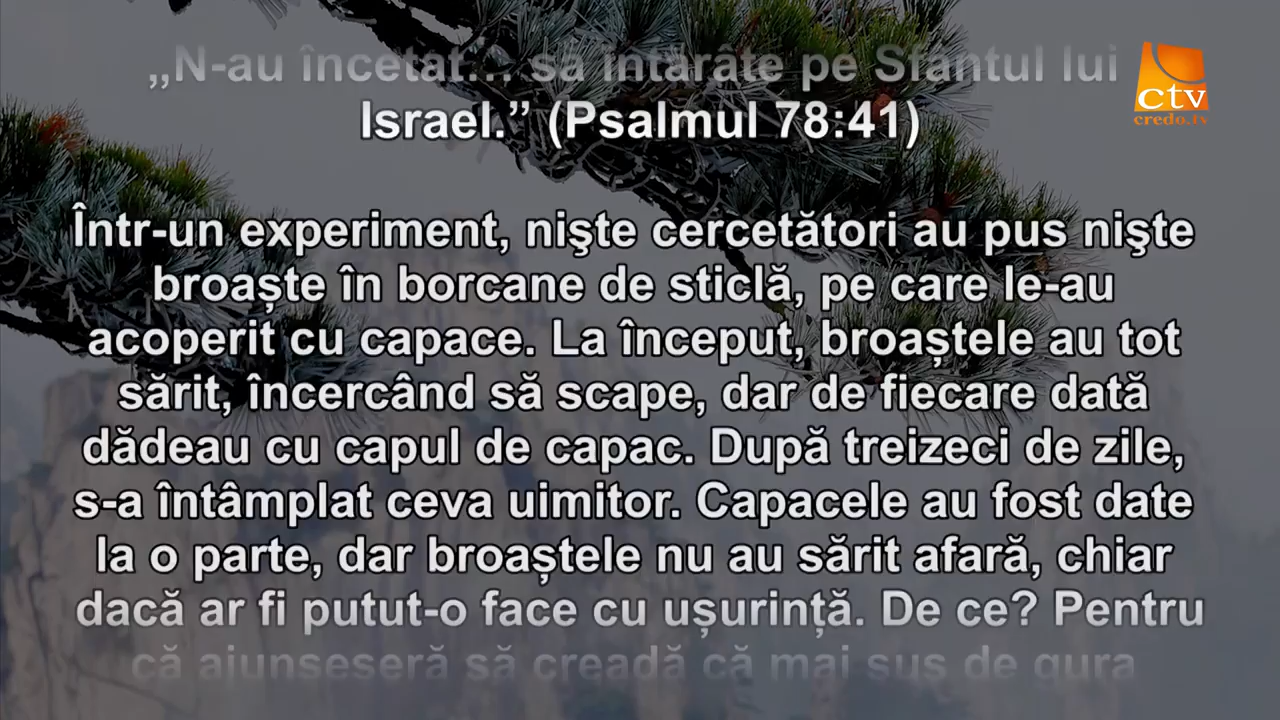 „N-au încetat… să întărâte pe Sfântul lui
Israel.” (Psalmul 78:41)
ctv
credo.tv
Într-un experiment, nişte cercetători au pus nişte
broaște în borcane de sticlă, pe care le-au
acoperit cu capace. La început, broaștele au tot
sărit, încercând să scape, dar de fiecare dată
dădeau cu capul de capac. După treizeci de zile,
s-a întâmplat ceva uimitor. Capacele au fost date
la o parte, dar broaștele nu au sărit afară, chiar
dacă ar fi putut-o face cu ușurință. De ce? Pentru
că ajunseseră să creadă că mai sus de gura